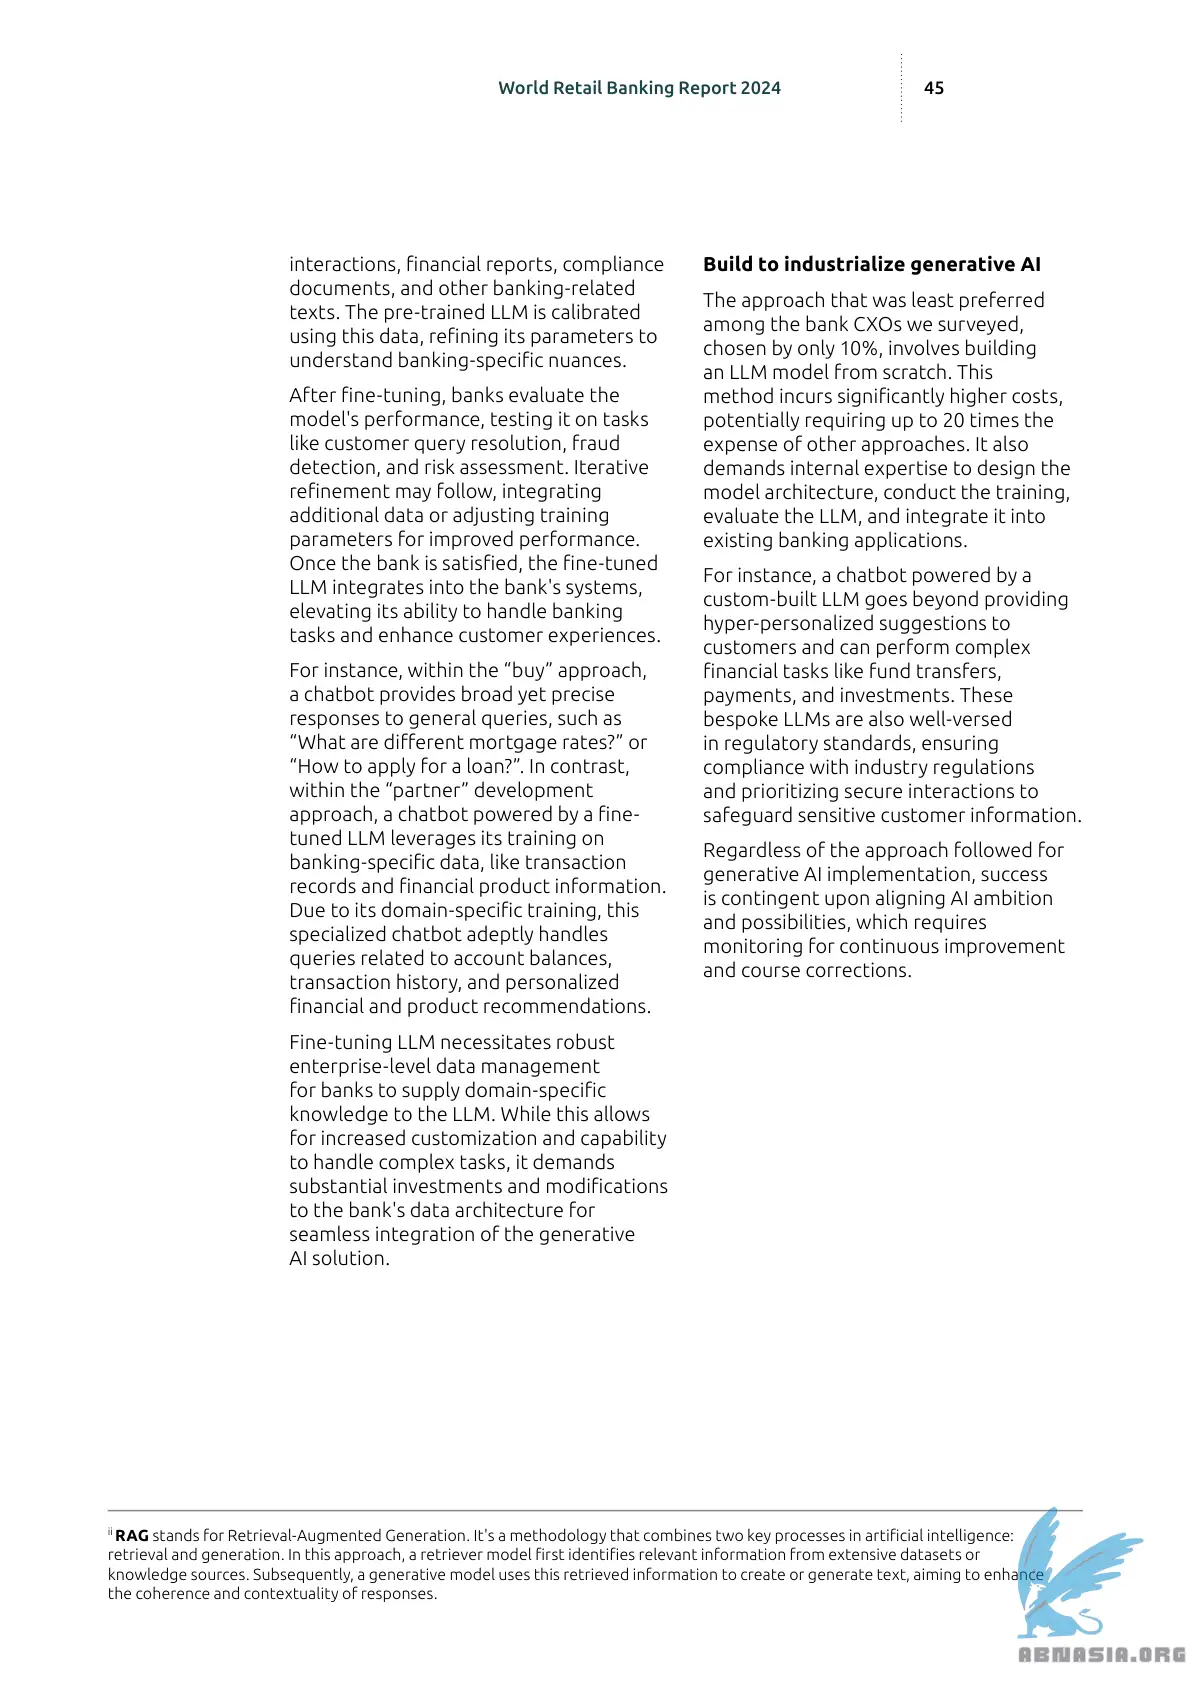 World Retail Banking Report 2024
45
interactions, financial reports, compliance
documents, and other banking-related
texts. The pre-trained LLM is calibrated
using this data, refining its parameters to
understand banking-specific nuances.
After fine-tuning, banks evaluate the
model's performance, testing it on tasks
like customer query resolution, fraud
detection, and risk assessment. Iterative
refinement may follow, integrating
additional data or adjusting training
parameters for improved performance.
Once the bank is satisfied, the fine-tuned
LLM integrates into the bank's systems,
elevating its ability to handle banking
tasks and enhance customer experiences.
For instance, within the “buy” approach,
a chatbot provides broad yet precise
responses to general queries, such as
“What are different mortgage rates?” or
“How to apply for a loan?”. In contrast,
within the “partner” development
approach, a chatbot powered by a fine-
tuned LLM leverages its training on
banking-specific data, like transaction
records and financial product information.
Due to its domain-specific training, this
specialized chatbot adeptly handles
queries related to account balances,
transaction history, and personalized
financial and product recommendations.
Fine-tuning LLM necessitates robust
enterprise-level data management
for banks to supply domain-specific
knowledge to the LLM. While this allows
for increased customization and capability
to handle complex tasks, it demands
substantial investments and modifications
to the bank's data architecture for
seamless integration of the generative
AI solution.
Build to industrialize generative AI
The approach that was least preferred
among the bank CXOs we surveyed,
chosen by only 10%, involves building
an LLM model from scratch. This
method incurs significantly higher costs,
potentially requiring up to 20 times the
expense of other approaches. It also
demands internal expertise to design the
model architecture, conduct the training,
evaluate the LLM, and integrate it into
existing banking applications.
For instance, a chatbot powered by a
custom-built LLM goes beyond providing
hyper-personalized suggestions to
customers and can perform complex
financial tasks like fund transfers,
payments, and investments. These
bespoke LLMs are also well-versed
in regulatory standards, ensuring
compliance with industry regulations
and prioritizing secure interactions to
safeguard sensitive customer information.
Regardless of the approach followed for
generative AI implementation, success
is contingent upon aligning AI ambition
and possibilities, which requires
monitoring for continuous improvement
and course corrections.
ii RAG stands for Retrieval-Augmented Generation. It's a methodology that combines two key processes in artificial intelligence:
retrieval and generation. In this approach, a retriever model first identifies relevant information from extensive datasets or
knowledge sources. Subsequently, a generative model uses this retrieved information to create or generate text, aiming to enhance
the coherence and contextuality of responses.
ABNASIA.ORG